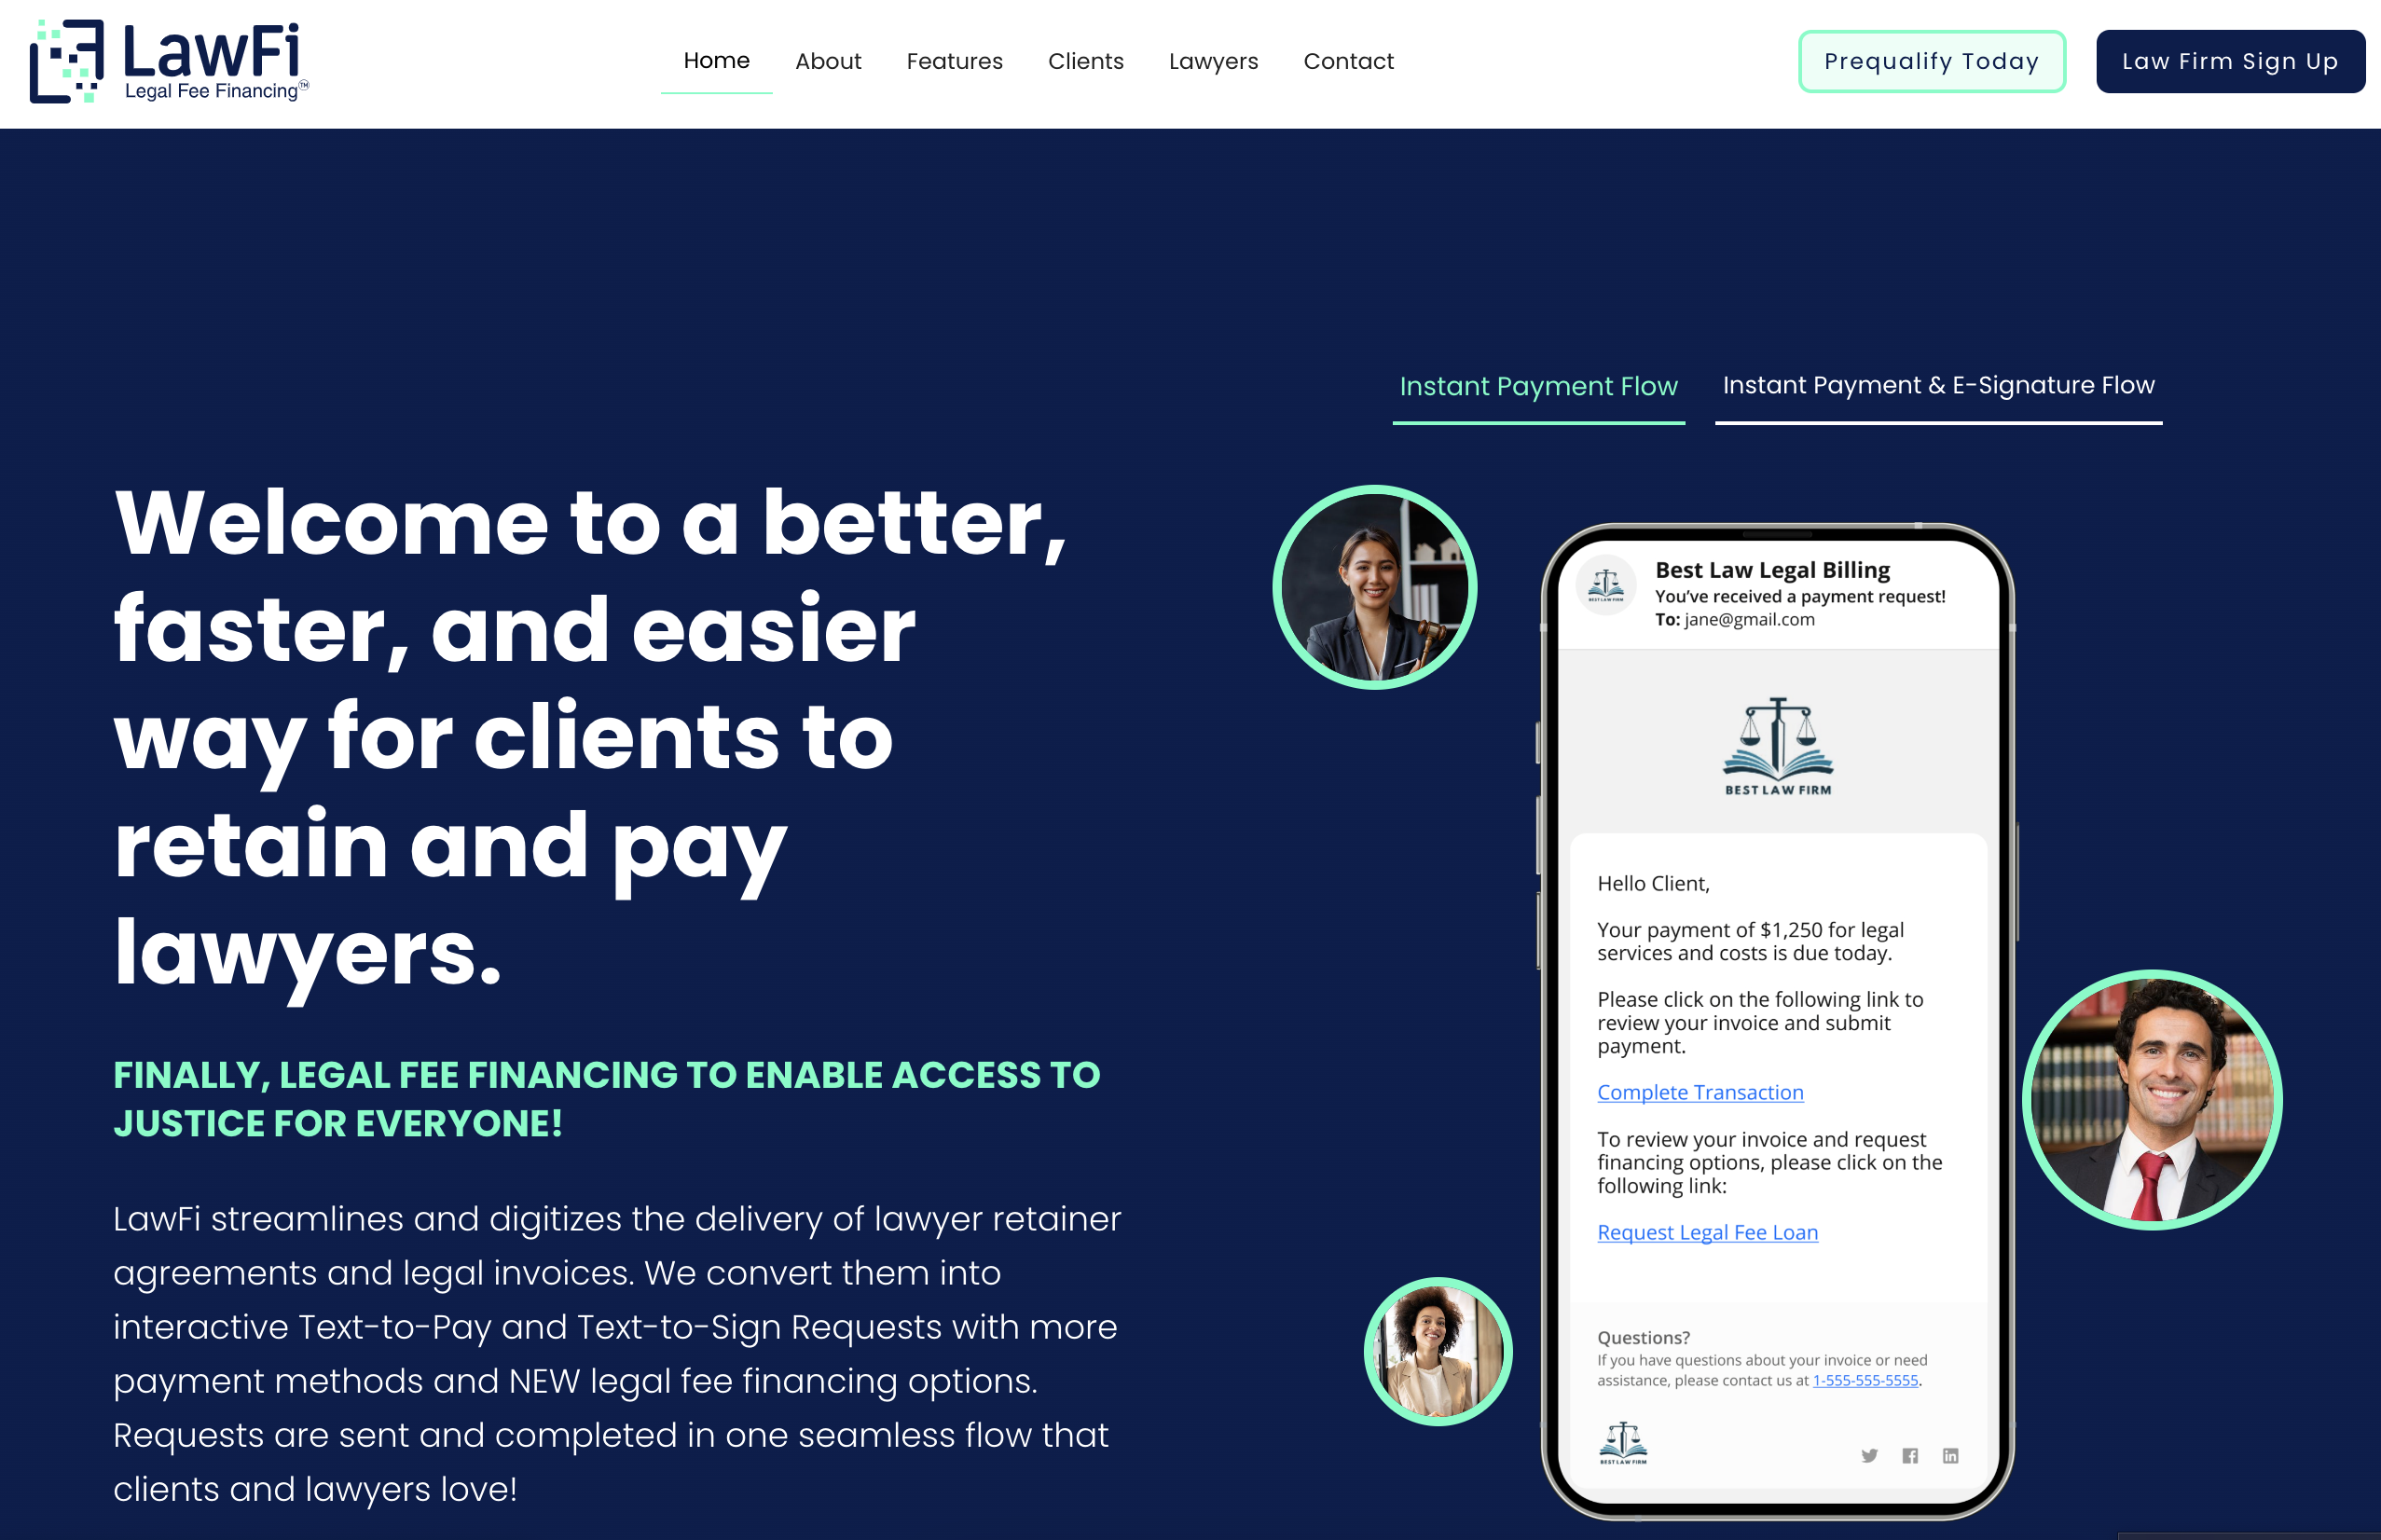 LawFi
Legal Fee Financing™
Home
About
Features
Clients
Lawyers
Contact
Prequalify Today
Law Firm Sign Up
Instant Payment Flow
Instant Payment & E-Signature Flow
Welcome to a better,
faster, and easier
way for clients to
retain and pay
lawyers.
FINALLY, LEGAL FEE FINANCING TO ENABLE ACCESS TO
JUSTICE FOR EVERYONE!
LawFi streamlines and digitizes the delivery of lawyer retainer
agreements and legal invoices. We convert them into
interactive Text-to-Pay and Text-to-Sign Requests with more
payment methods and NEW legal fee financing options.
Requests are sent and completed in one seamless flow that
clients and lawyers love!
BEST LAW FIRM
Best Law Legal Billing
You've received a payment request!
To: jane@gmail.com
BEST LAW FIRM
Hello Client,
Your payment of $1,250 for legal
services and costs is due today.
Please click on the following link to
review your invoice and submit
payment.
Complete Transaction
To review your invoice and request
financing options, please click on the
following link:
Request Legal Fee Loan
Questions?
If you have questions about your invoice or need
assistance, please contact us at 1-555-555-5555.
BEST LAW FIRM